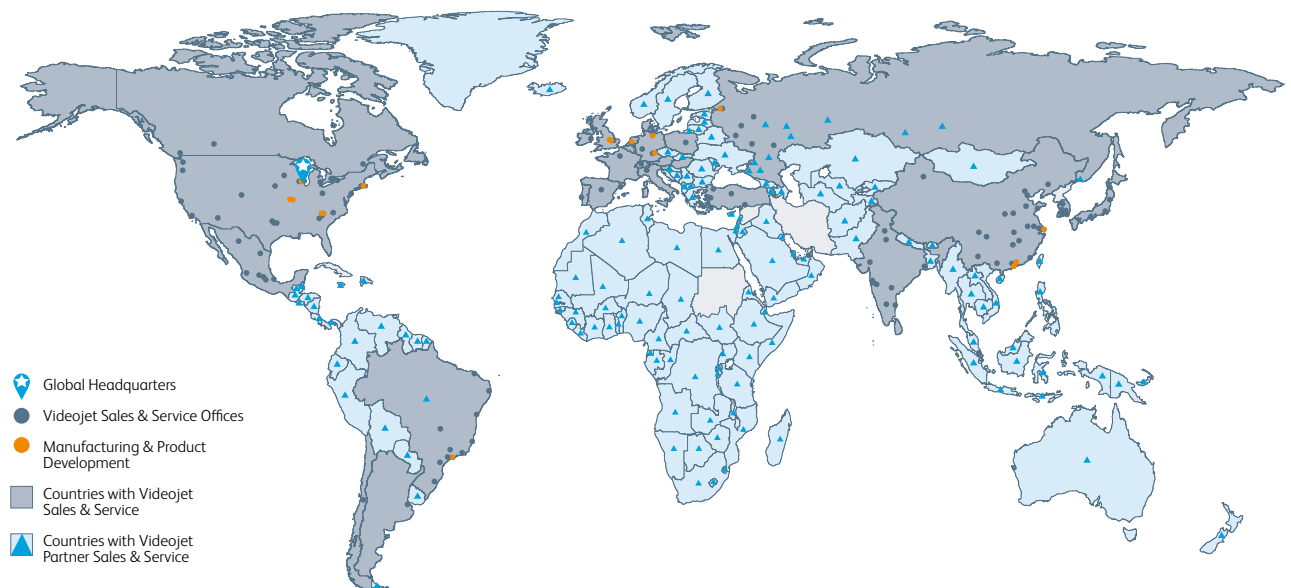 Global Headquarters
Videojet Sales & Service Offices
Manufacturing & Product
Development
Countries with Videojet
Sales & Service
Countries with Videojet
Partner Sales & Service